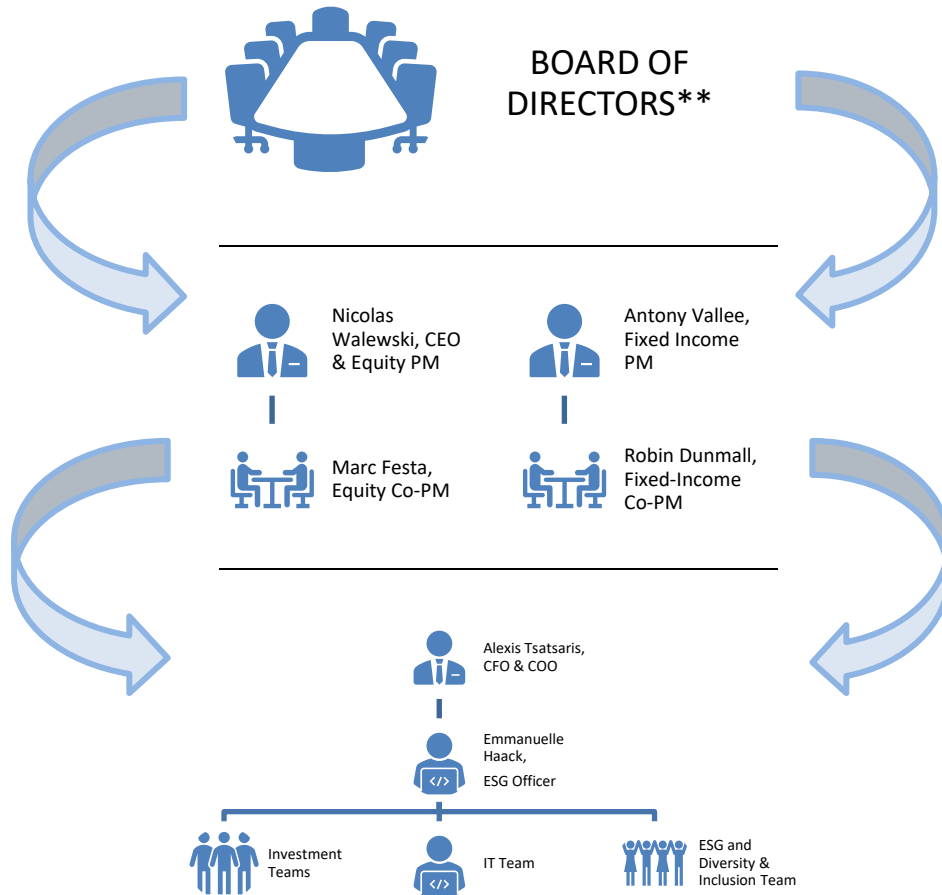 BOARD OF
DIRECTORS**
Nicolas
Walewski, CEO
& Equity PM
Antony Vallee,
Fixed Income
PM
Marc Festa,
Equity Co-PM
Robin Dunmall,
Fixed-Income
Co-PM
Alexis Tsatsaris,
CFO & COO
Emmanuelle
Haack,
ESG Officer
</>
Investment
Teams
</>
IT Team
ESG and
Diversity &
Inclusion Team